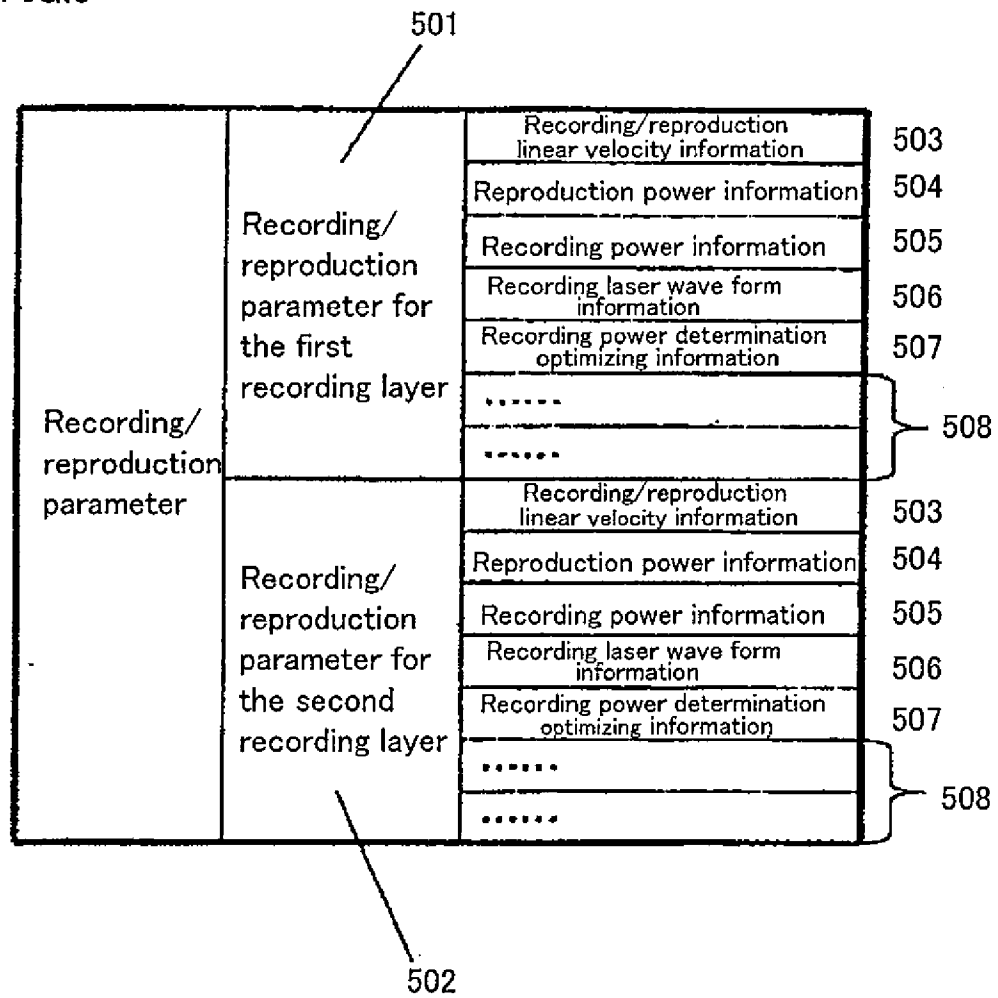 501
Recording/reproduction
linear velocity information
503
Reproduction power information
504
Recording power information
505
Recording laser wave form
information
506
Recording power determination
optimizing information
507
......
......
508
Recording/
reproduction
parameter for
the first
recording layer
Recording/
reproduction
parameter
Recording/reproduction
linear velocity information
503
Reproduction power information
504
Recording power information
505
Recording laser wave form
information
506
Recording power determination
optimizing information
507
......
......
508
Recording/
reproduction
parameter for
the second
recording layer
502